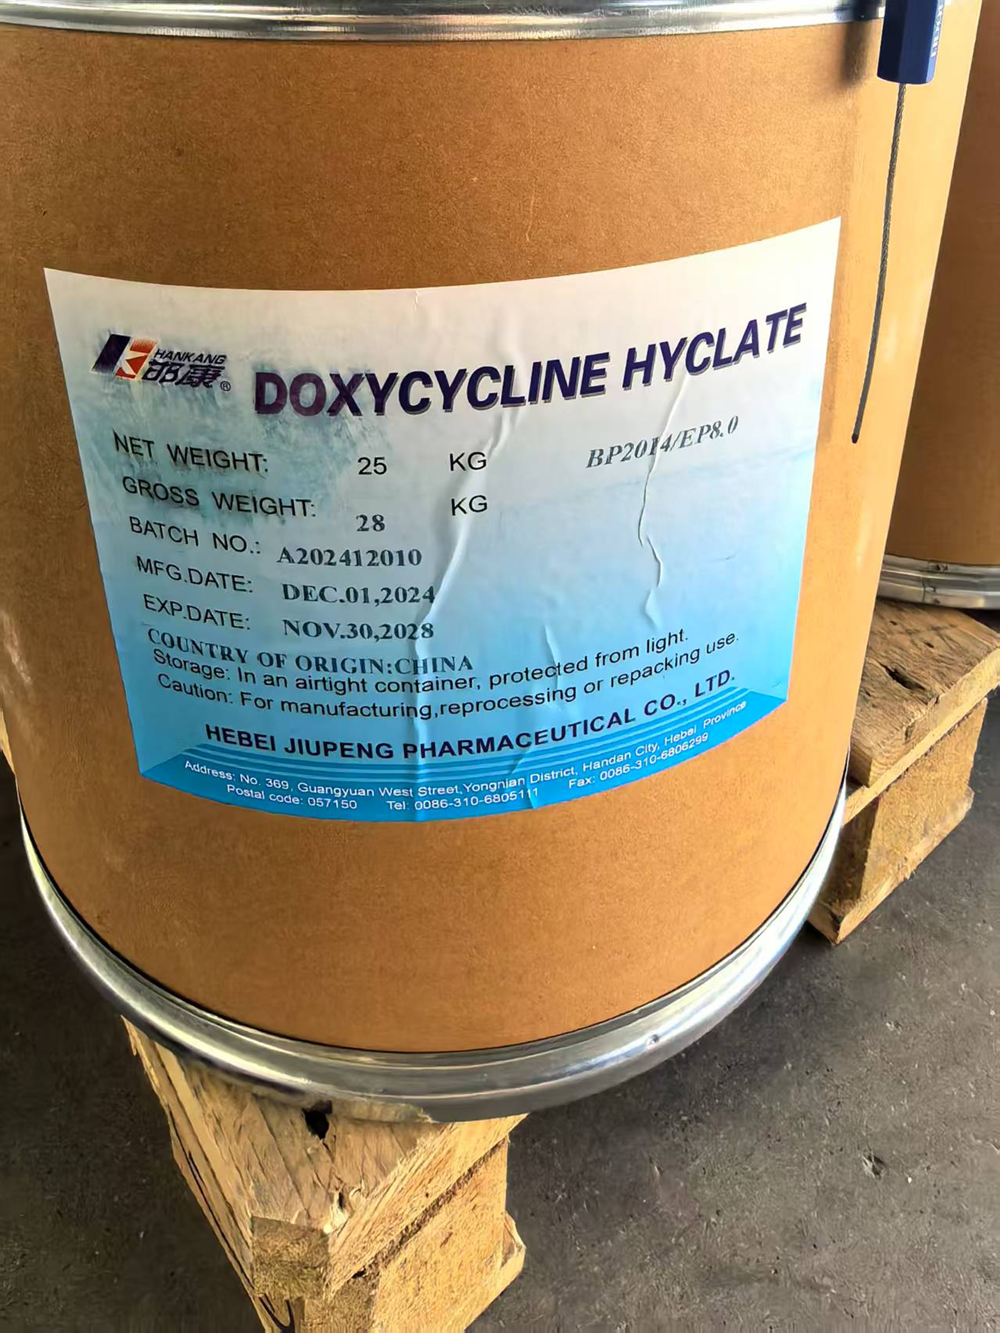 HANKANG
邯康®
DOXYCYCLINE HYCLATE
BP2014/EP8.0
NET WEIGHT: 25 KG
GROSS WEIGHT: 28 KG
BATCH NO.: A202412010
MFG.DATE: DEC.01,2024
EXP.DATE: NOV.30,2028
COUNTRY OF ORIGIN:CHINA
Storage: In an airtight container, protected from light.
Caution: For manufacturing,reprocessing or repacking use.
HEBEI JIUPENG PHARMACEUTICAL CO., LTD.
Address: No. 369, Guangyuan West Street,Yongnian District, Handan City, Hebei Province
Postal code: 057150 Tel: 0086-310-6805111 Fax: 0086-310-6806299